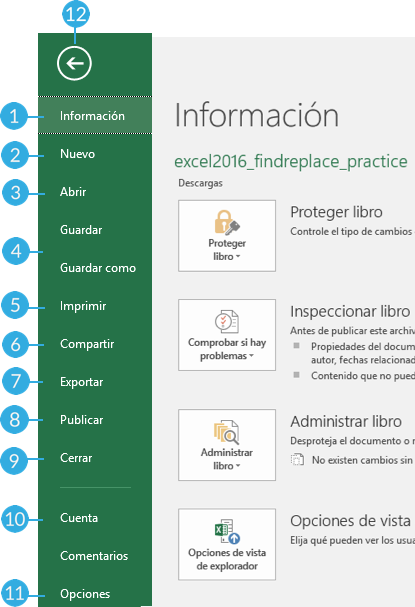 12
1 Información
2 Nuevo
3 Abrir
Guardar
4
Guardar como
5 Imprimir
6 Compartir
7 Exportar
8 Publicar
9 Cerrar
10 Cuenta
Comentarios
11 Opciones
Información
excel2016_findreplace_practice
Descargas
Proteger
libro
Proteger libro
Controle el tipo de cambios
Comprobar si hay
problemas
Inspeccionar libro
Antes de publicar este archiv
Propiedades del docum
autor, fechas relacionad
Contenido que no pued
Administrar
libro
Administrar libro
Desproteja el documento o r
No existen cambios sin
Opciones de vista
de explorador
Opciones de vista
Elija qué pueden ver los usua